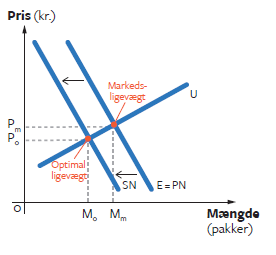 Pris (kr.)
Markeds-
ligevægt
U
Pm
Po
Optimal
ligevægt
SN
E = PN
O
Mo
Mm
Mængde
(pakker)